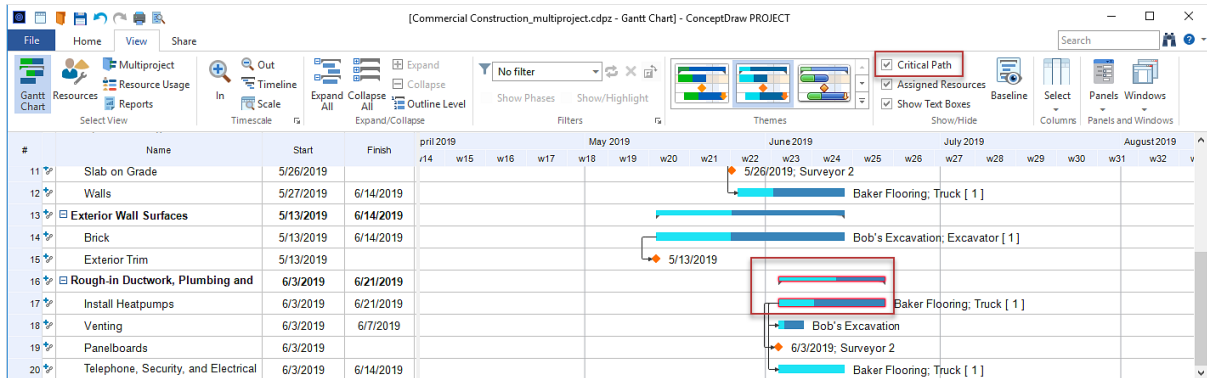 [Commercial Construction_multiproject.cdpz - Gantt Chart] - ConceptDraw PROJECT
File Home View Share Search
Gantt Chart
Resources
Multiproject
Resource Usage
Reports
Select View
In
Out
Timeline
Scale
Timescale
Expand All
Collapse All
Expand
Collapse
Outline Level
Expand/Collapse
No filter
Show Phases Show/Highlight
Filters
Themes
Critical Path
Assigned Resources
Show Text Boxes
Baseline
Show/Hide
Select
Columns
Panels Windows
Panels and Windows
# Name Start Finish
pril 2019 May 2019 June 2019 July 2019 August 2019
r14 w15 w16 w17 w18 w19 w20 w21 w22 w23 w24 w25 w26 w27 w28 w29 w30 w31 w32
11 Slab on Grade 5/26/2019 5/26/2019; Surveyor 2
12 Walls 5/27/2019 6/14/2019 Baker Flooring; Truck [ 1 ]
13 Exterior Wall Surfaces 5/13/2019 6/14/2019
14 Brick 5/13/2019 6/14/2019 Bob's Excavation; Excavator [ 1 ]
15 Exterior Trim 5/13/2019 5/13/2019
16 Rough-in Ductwork, Plumbing and 6/3/2019 6/21/2019
17 Install Heatpumps 6/3/2019 6/21/2019 Baker Flooring; Truck [ 1 ]
18 Venting 6/3/2019 6/7/2019 Bob's Excavation
19 Panelboards 6/3/2019 6/3/2019; Surveyor 2
20 Telephone, Security, and Electrical 6/3/2019 6/14/2019 Baker Flooring; Truck [ 1 ]